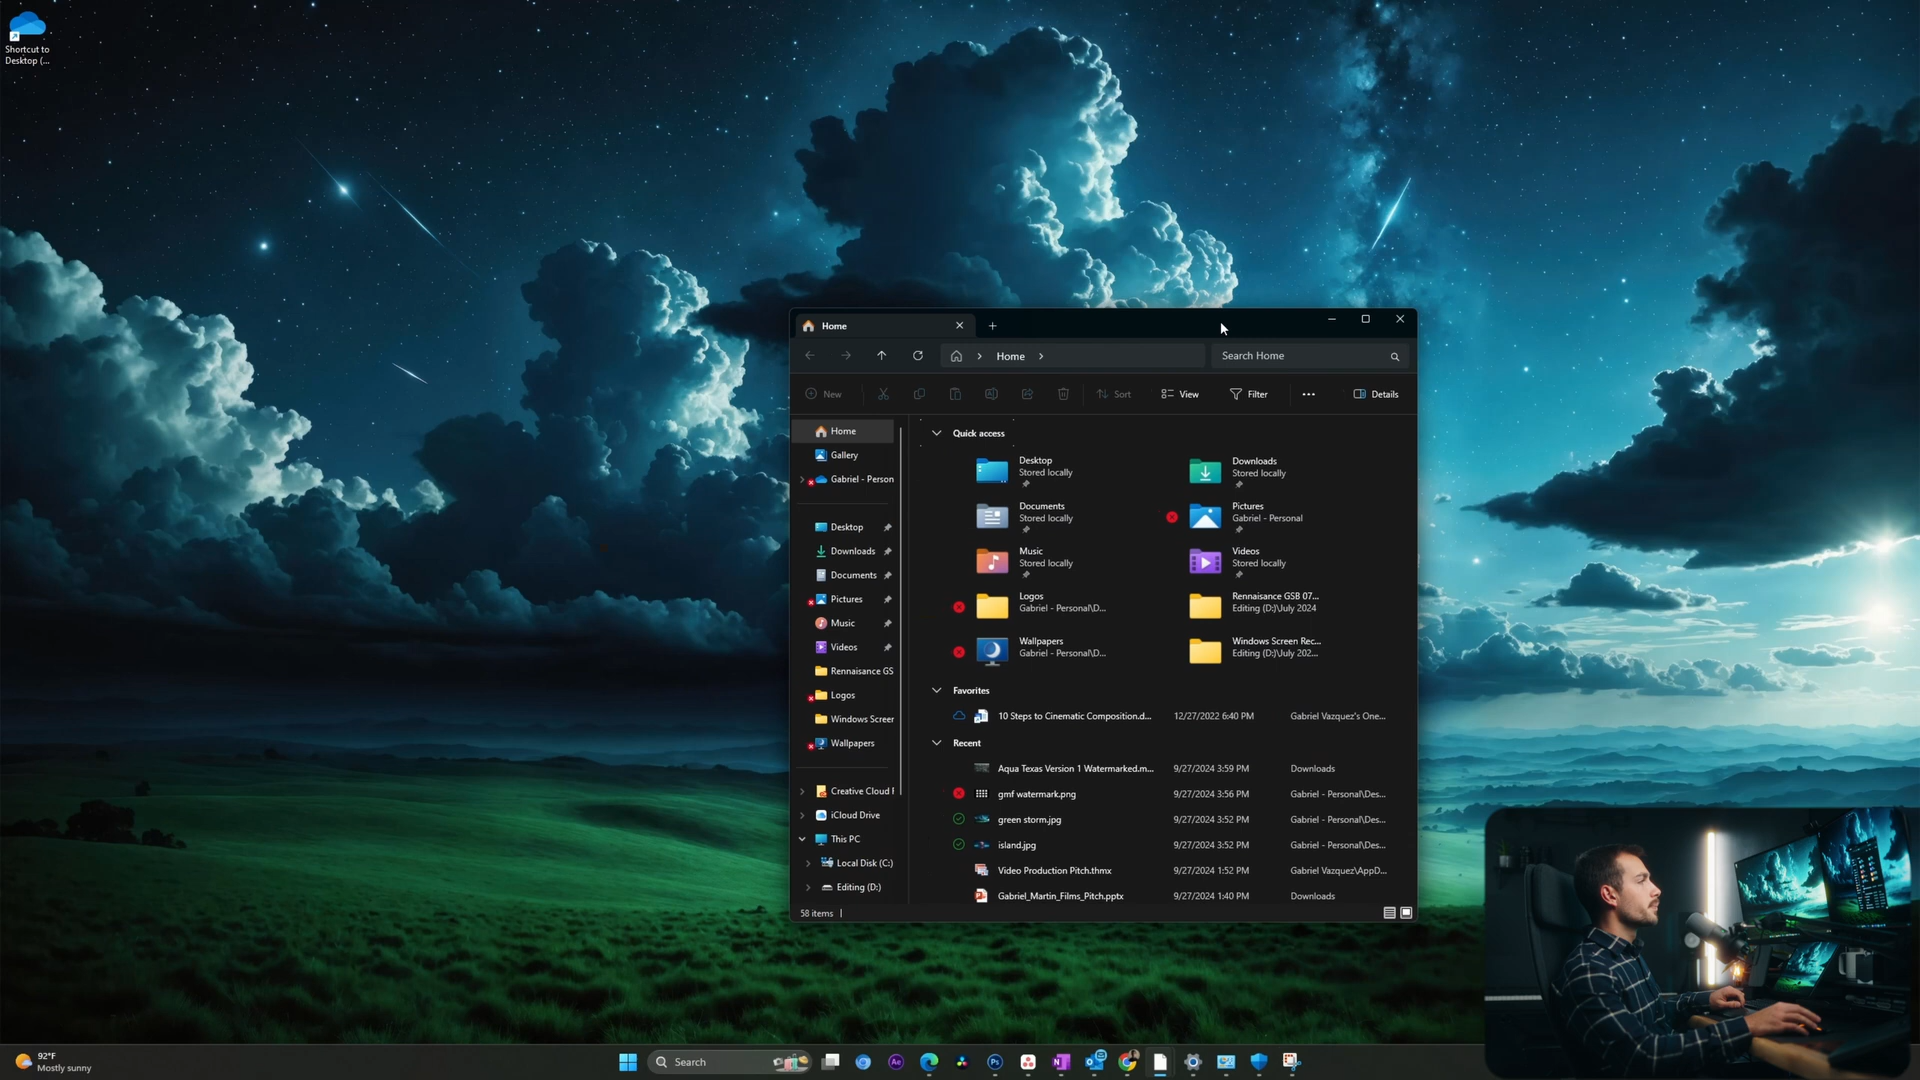 Shortcut to
Desktop (...
Home
Home
Search Home
New
Sort
View
Filter
Details
Home
Gallery
Gabriel - Person
Desktop
Downloads
Documents
Pictures
Music
Videos
Rennaisance GS
Logos
Windows Screen
Wallpapers
Creative Cloud F
iCloud Drive
This PC
Local Disk (C:)
Editing (D:)
Quick access
Desktop
Stored locally
Downloads
Stored locally
Documents
Stored locally
Pictures
Gabriel - Personal
Music
Stored locally
Videos
Stored locally
Logos
Gabriel - Personal\D...
Rennaisance GSB 07...
Editing (D:)\July 2024
Wallpapers
Gabriel - Personal\D...
Windows Screen Rec...
Editing (D:)\July 202...
Favorites
10 Steps to Cinematic Composition.d... 12/27/2022 6:40 PM Gabriel Vazquez's One...
Recent
Aqua Texas Version 1 Watermarked.m... 9/27/2024 3:59 PM Downloads
gmf watermark.png 9/27/2024 3:56 PM Gabriel - Personal\Des...
green storm.jpg 9/27/2024 3:52 PM Gabriel - Personal\Des...
island.jpg 9/27/2024 3:52 PM Gabriel - Personal\Des...
Video Production Pitch.thmx 9/27/2024 1:52 PM Gabriel Vazquez\AppD...
Gabriel_Martin_Films_Pitch.pptx 9/27/2024 1:40 PM Downloads
58 items
92°F
Mostly sunny
Search
Ae
Ps